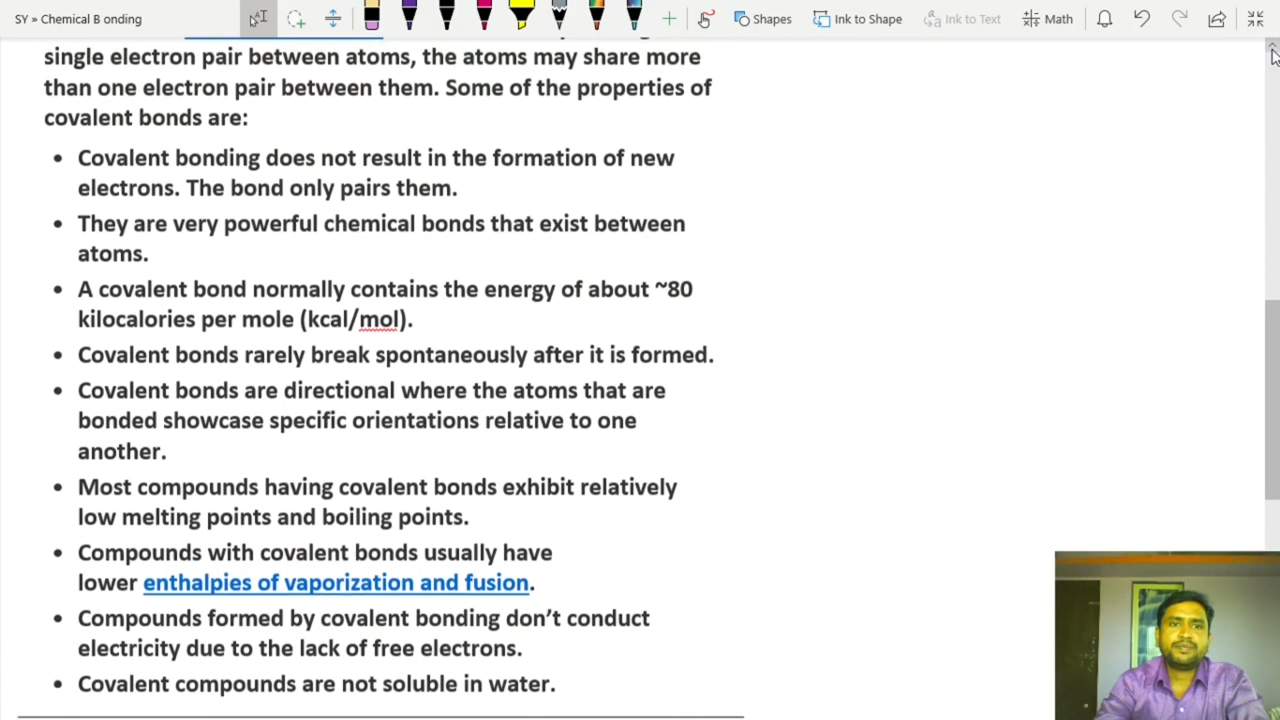 SY » Chemical B onding
Shapes
Ink to Shape
Ink to Text
Math
single electron pair between atoms, the atoms may share more
than one electron pair between them. Some of the properties of
covalent bonds are:
• Covalent bonding does not result in the formation of new
electrons. The bond only pairs them.
• They are very powerful chemical bonds that exist between
atoms.
• A covalent bond normally contains the energy of about ~80
kilocalories per mole (kcal/mol).
• Covalent bonds rarely break spontaneously after it is formed.
• Covalent bonds are directional where the atoms that are
bonded showcase specific orientations relative to one
another.
• Most compounds having covalent bonds exhibit relatively
low melting points and boiling points.
• Compounds with covalent bonds usually have
lower enthalpies of vaporization and fusion.
• Compounds formed by covalent bonding don’t conduct
electricity due to the lack of free electrons.
• Covalent compounds are not soluble in water.